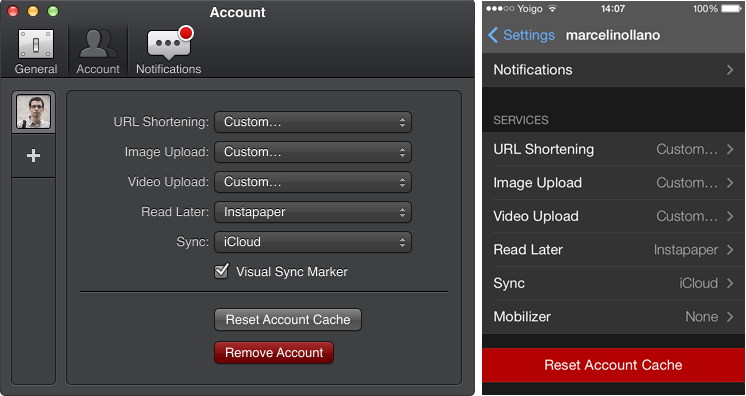 Account
General
Account
Notifications
URL Shortening: Custom...
Image Upload: Custom...
Video Upload: Custom...
Read Later: Instapaper
Sync: iCloud
Visual Sync Marker
Reset Account Cache
Remove Account
Yoigo 14:07 100%
Settings marcelinollano
Notifications
SERVICES
URL Shortening Custom...
Image Upload Custom...
Video Upload Custom...
Read Later Instapaper
Sync iCloud
Mobilizer None
Reset Account Cache